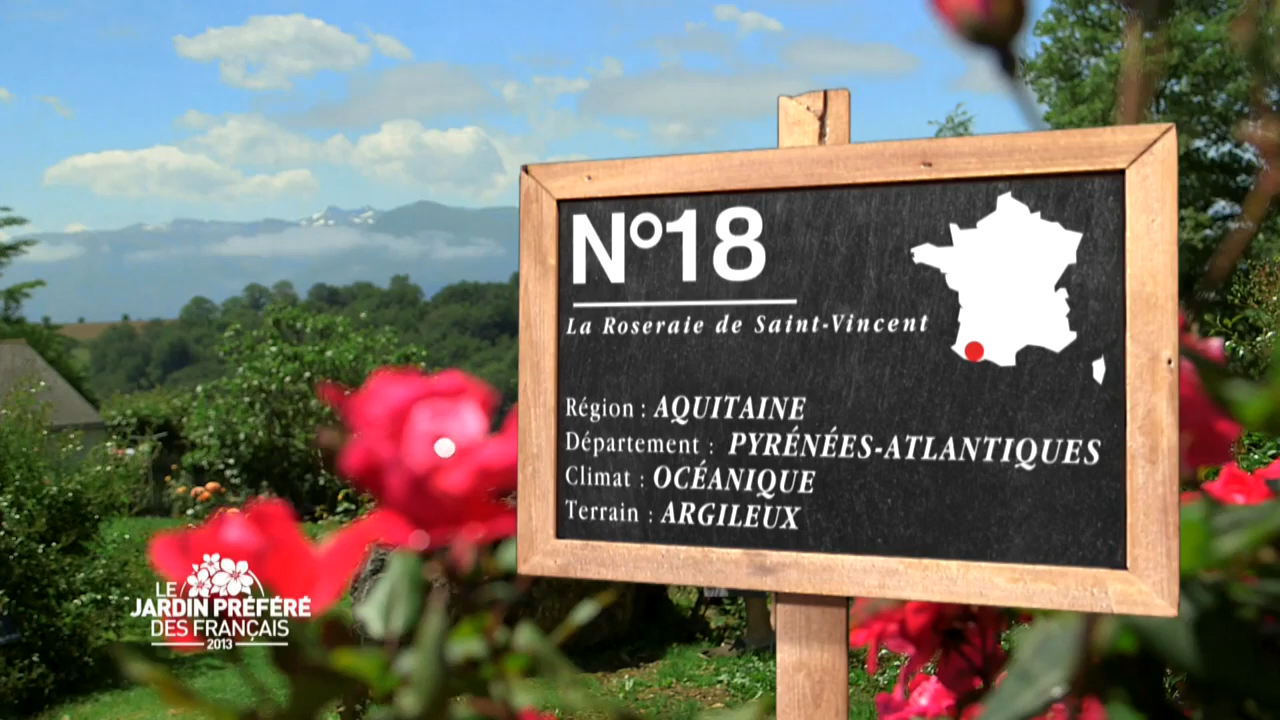 N°18
La Roseraie de Saint-Vincent
Région : AQUITAINE
Département : PYRÉNÉES-ATLANTIQUES
Climat : OCÉANIQUE
Terrain : ARGILEUX
LE
JARDIN PRÉFÉRÉ
DES FRANÇAIS
2013